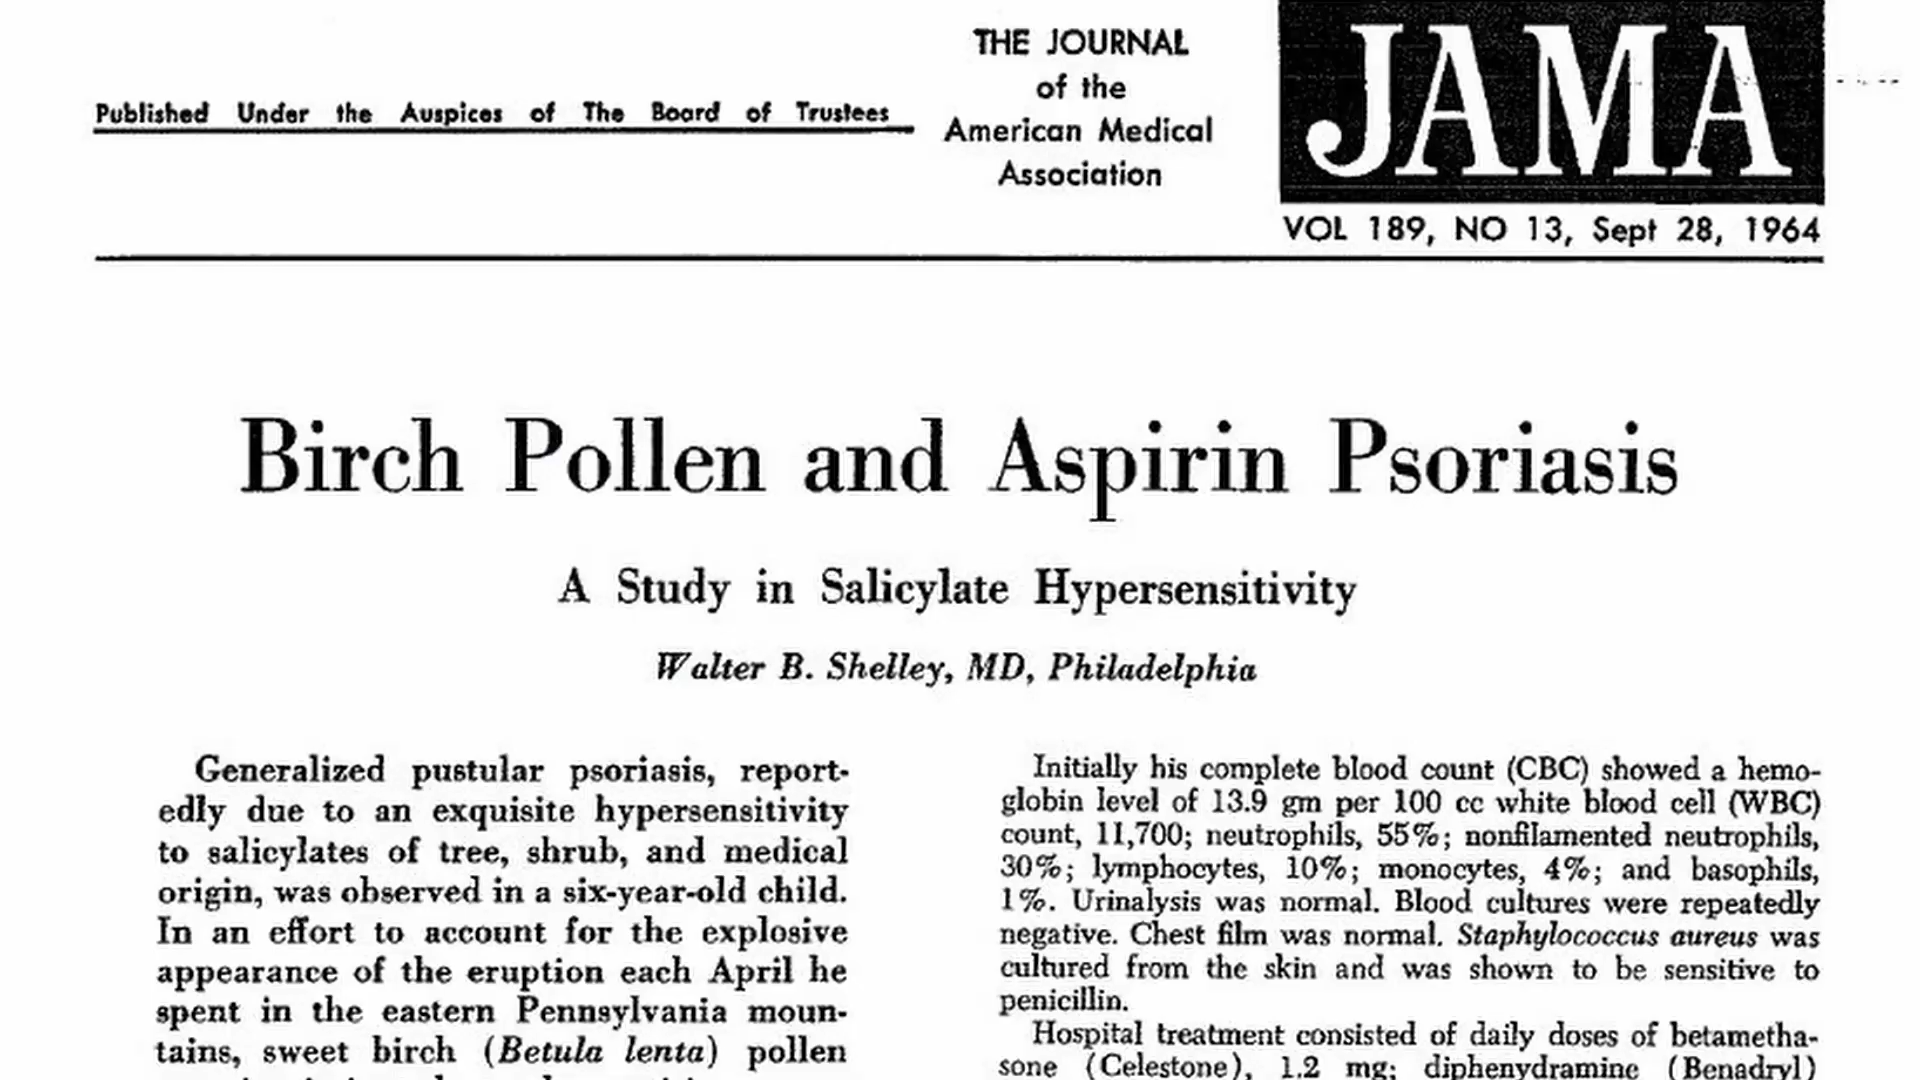 Published Under the Auspices of The Board of Trustees
THE JOURNAL
of the
American Medical
Association
JAMA
VOL 189, NO 13, Sept 28, 1964
Birch Pollen and Aspirin Psoriasis
A Study in Salicylate Hypersensitivity
Walter B. Shelley, MD, Philadelphia
Generalized pustular psoriasis, report-
edly due to an exquisite hypersensitivity
to salicylates of tree, shrub, and medical
origin, was observed in a six-year-old child.
In an effort to account for the explosive
appearance of the eruption each April he
spent in the eastern Pennsylvania moun-
tains, sweet birch (Betula lenta) pollen
Initially his complete blood count (CBC) showed a hemo-
globin level of 13.9 gm per 100 cc white blood cell (WBC)
count, 11,700; neutrophils, 55%; nonfilamented neutrophils,
30%; lymphocytes, 10%; monocytes, 4%; and basophils,
1%. Urinalysis was normal. Blood cultures were repeatedly
negative. Chest film was normal. Staphylococcus aureus was
cultured from the skin and was shown to be sensitive to
penicillin.
Hospital treatment consisted of daily doses of betametha-
sone (Celestone), 1.2 mg; diphenydramine (Benadryl)